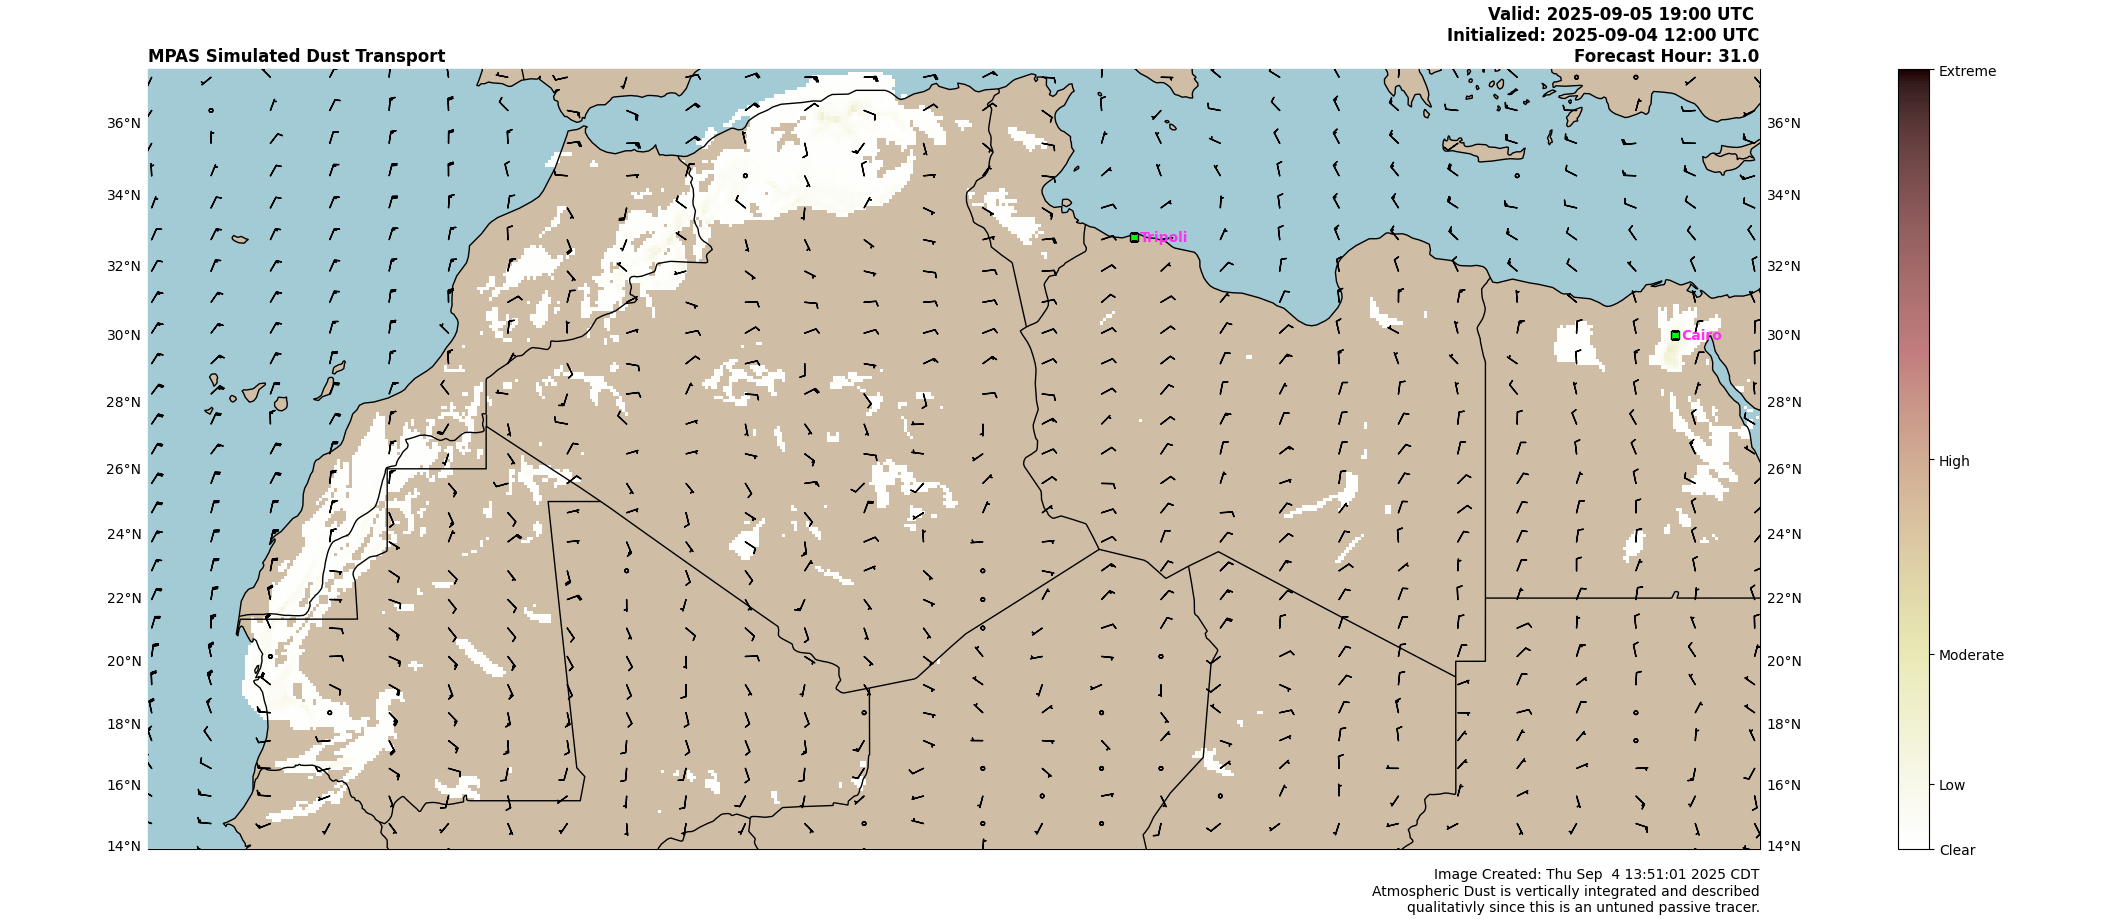 Valid: 2025-09-05 19:00 UTC
Initialized: 2025-09-04 12:00 UTC
MPAS Simulated Dust Transport
Forecast Hour: 31.0
Extreme
36°N
36°N
34°N
34°N
Tripoli
32°N
32°N
30°N
Cairo
30°N
28°N
28°N
26°N
26°N
High
24°N
24°N
22°N
22°N
20°N
20°N
Moderate
18°N
18°N
16°N
16°N
Low
14°N
14°N
Clear
Image Created: Thu Sep  4 13:51:01 2025 CDT
Atmospheric Dust is vertically integrated and described
qualitativly since this is an untuned passive tracer.